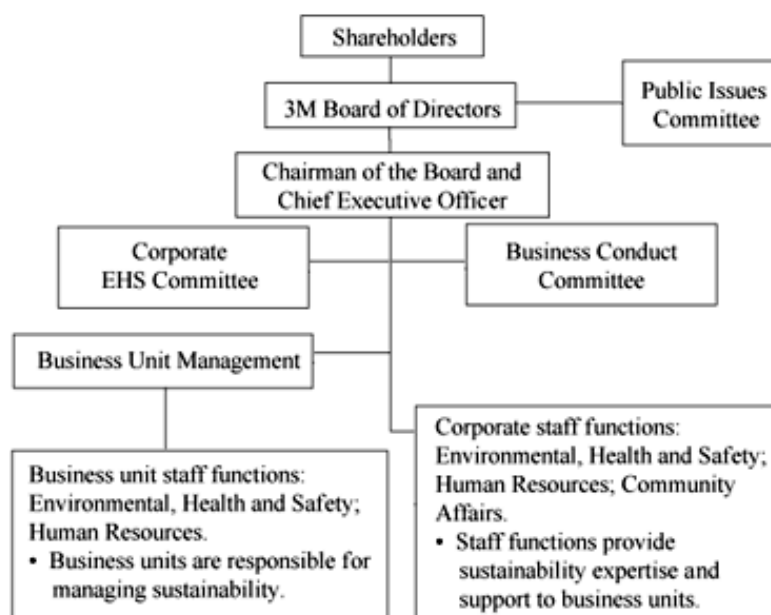 Shareholders
3M Board of Directors
Public Issues
Committee
Chairman of the Board and
Chief Executive Officer
Corporate
EHS Committee
Business Conduct
Committee
Business Unit Management
Business unit staff functions:
Environmental, Health and Safety;
Human Resources.
• Business units are responsible for
managing sustainability.
Corporate staff functions:
Environmental, Health and Safety;
Human Resources; Community
Affairs.
• Staff functions provide
sustainability expertise and
support to business units.